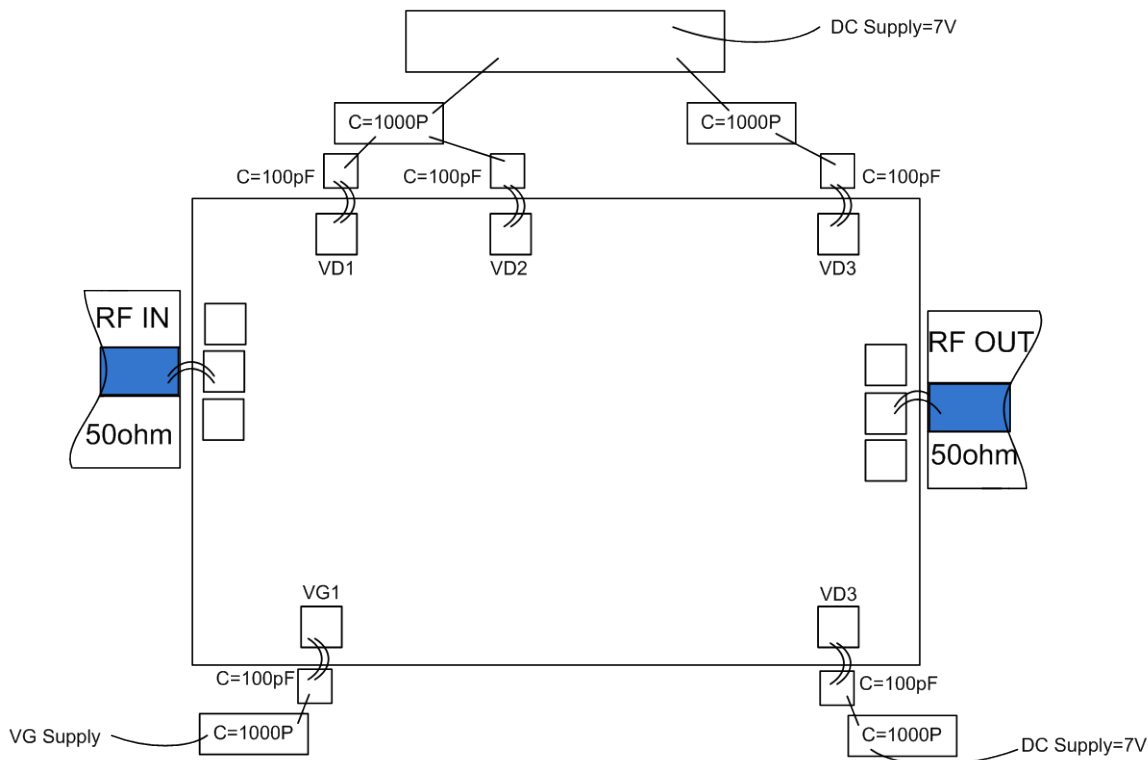 DC Supply=7V
C=1000P
C=1000P
C=100pF
C=100pF
C=100pF
VD1
VD2
VD3
RF IN
50ohm
RF OUT
50ohm
VG1
VD3
C=100pF
C=100pF
VG Supply
C=1000P
C=1000P
DC Supply=7V